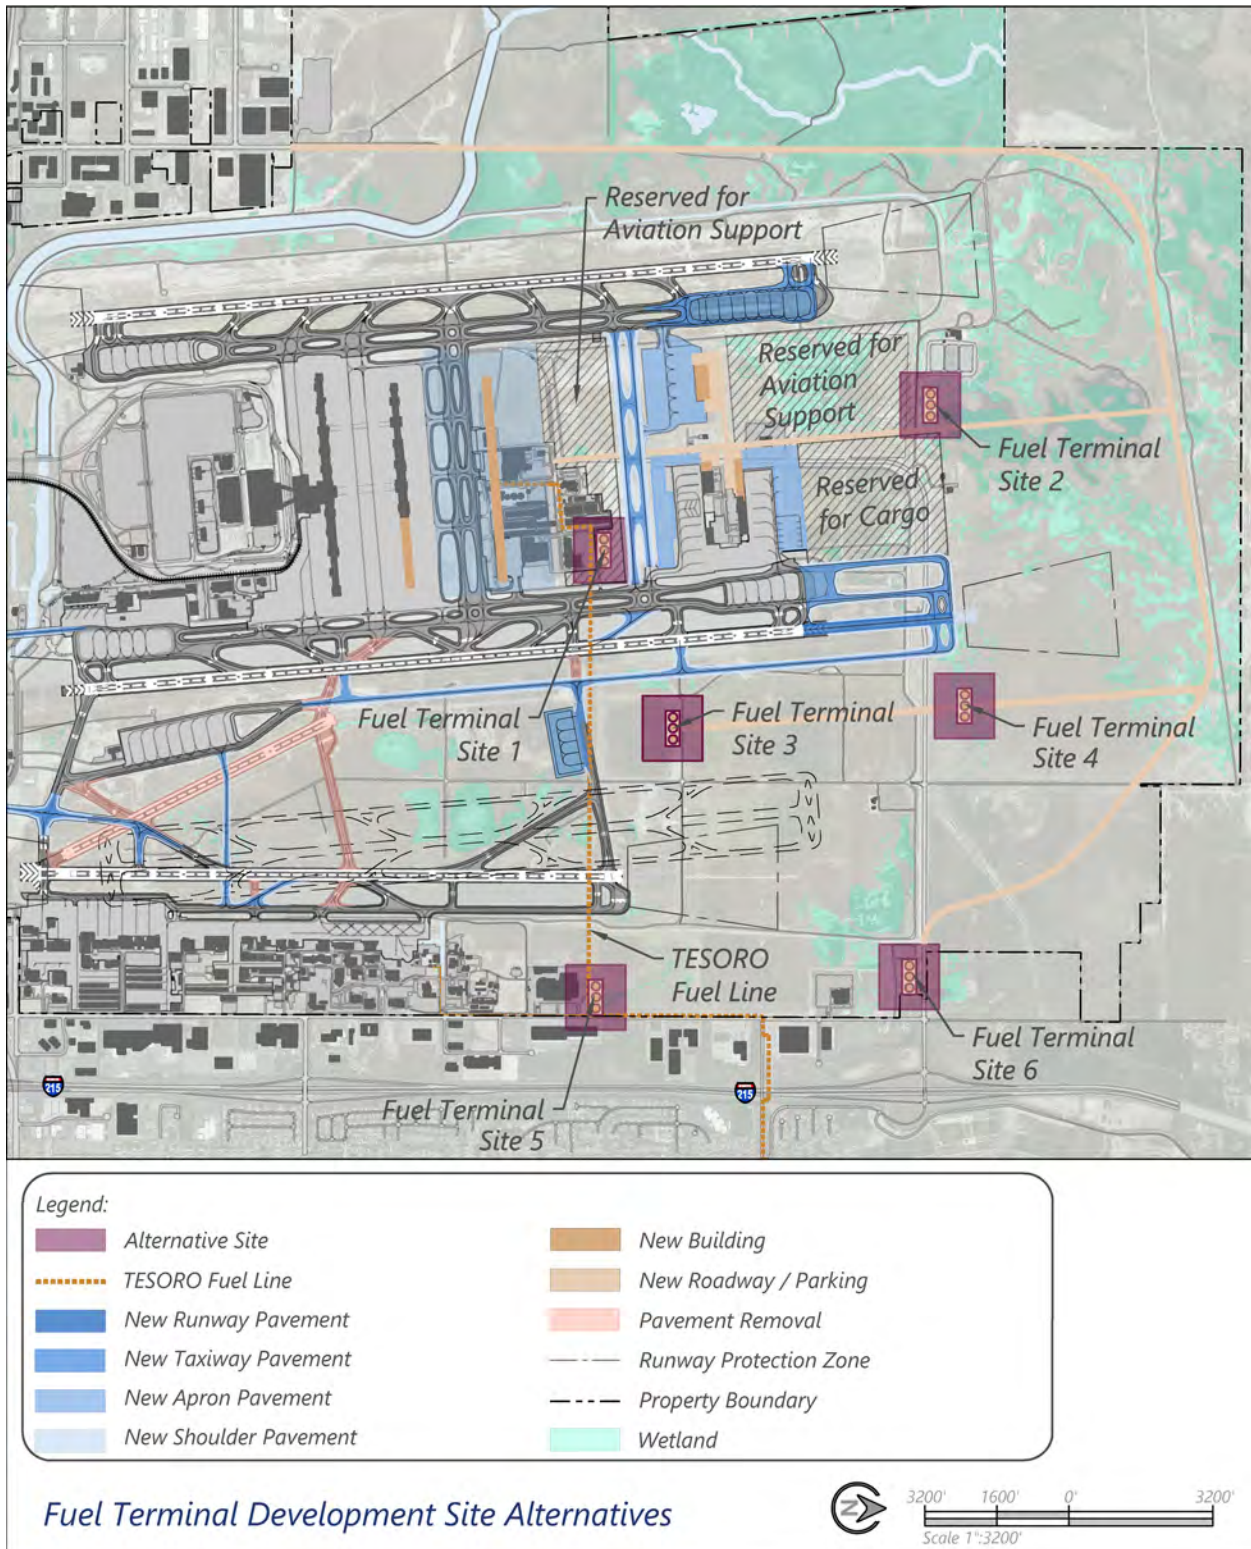 Reserved for
Aviation Support
Reserved for
Aviation
Support
Fuel Terminal
Site 2
Reserved
for Cargo
Fuel Terminal
Site 1
Fuel Terminal
Site 3
Fuel Terminal
Site 4
TESORO
Fuel Line
Fuel Terminal
Site 6
215
215
Fuel Terminal
Site 5
Legend:
Alternative Site
TESORO Fuel Line
New Runway Pavement
New Taxiway Pavement
New Apron Pavement
New Shoulder Pavement
New Building
New Roadway / Parking
Pavement Removal
Runway Protection Zone
Property Boundary
Wetland
Fuel Terminal Development Site Alternatives
N
3200' 1600' 0' 3200'
Scale 1":3200'